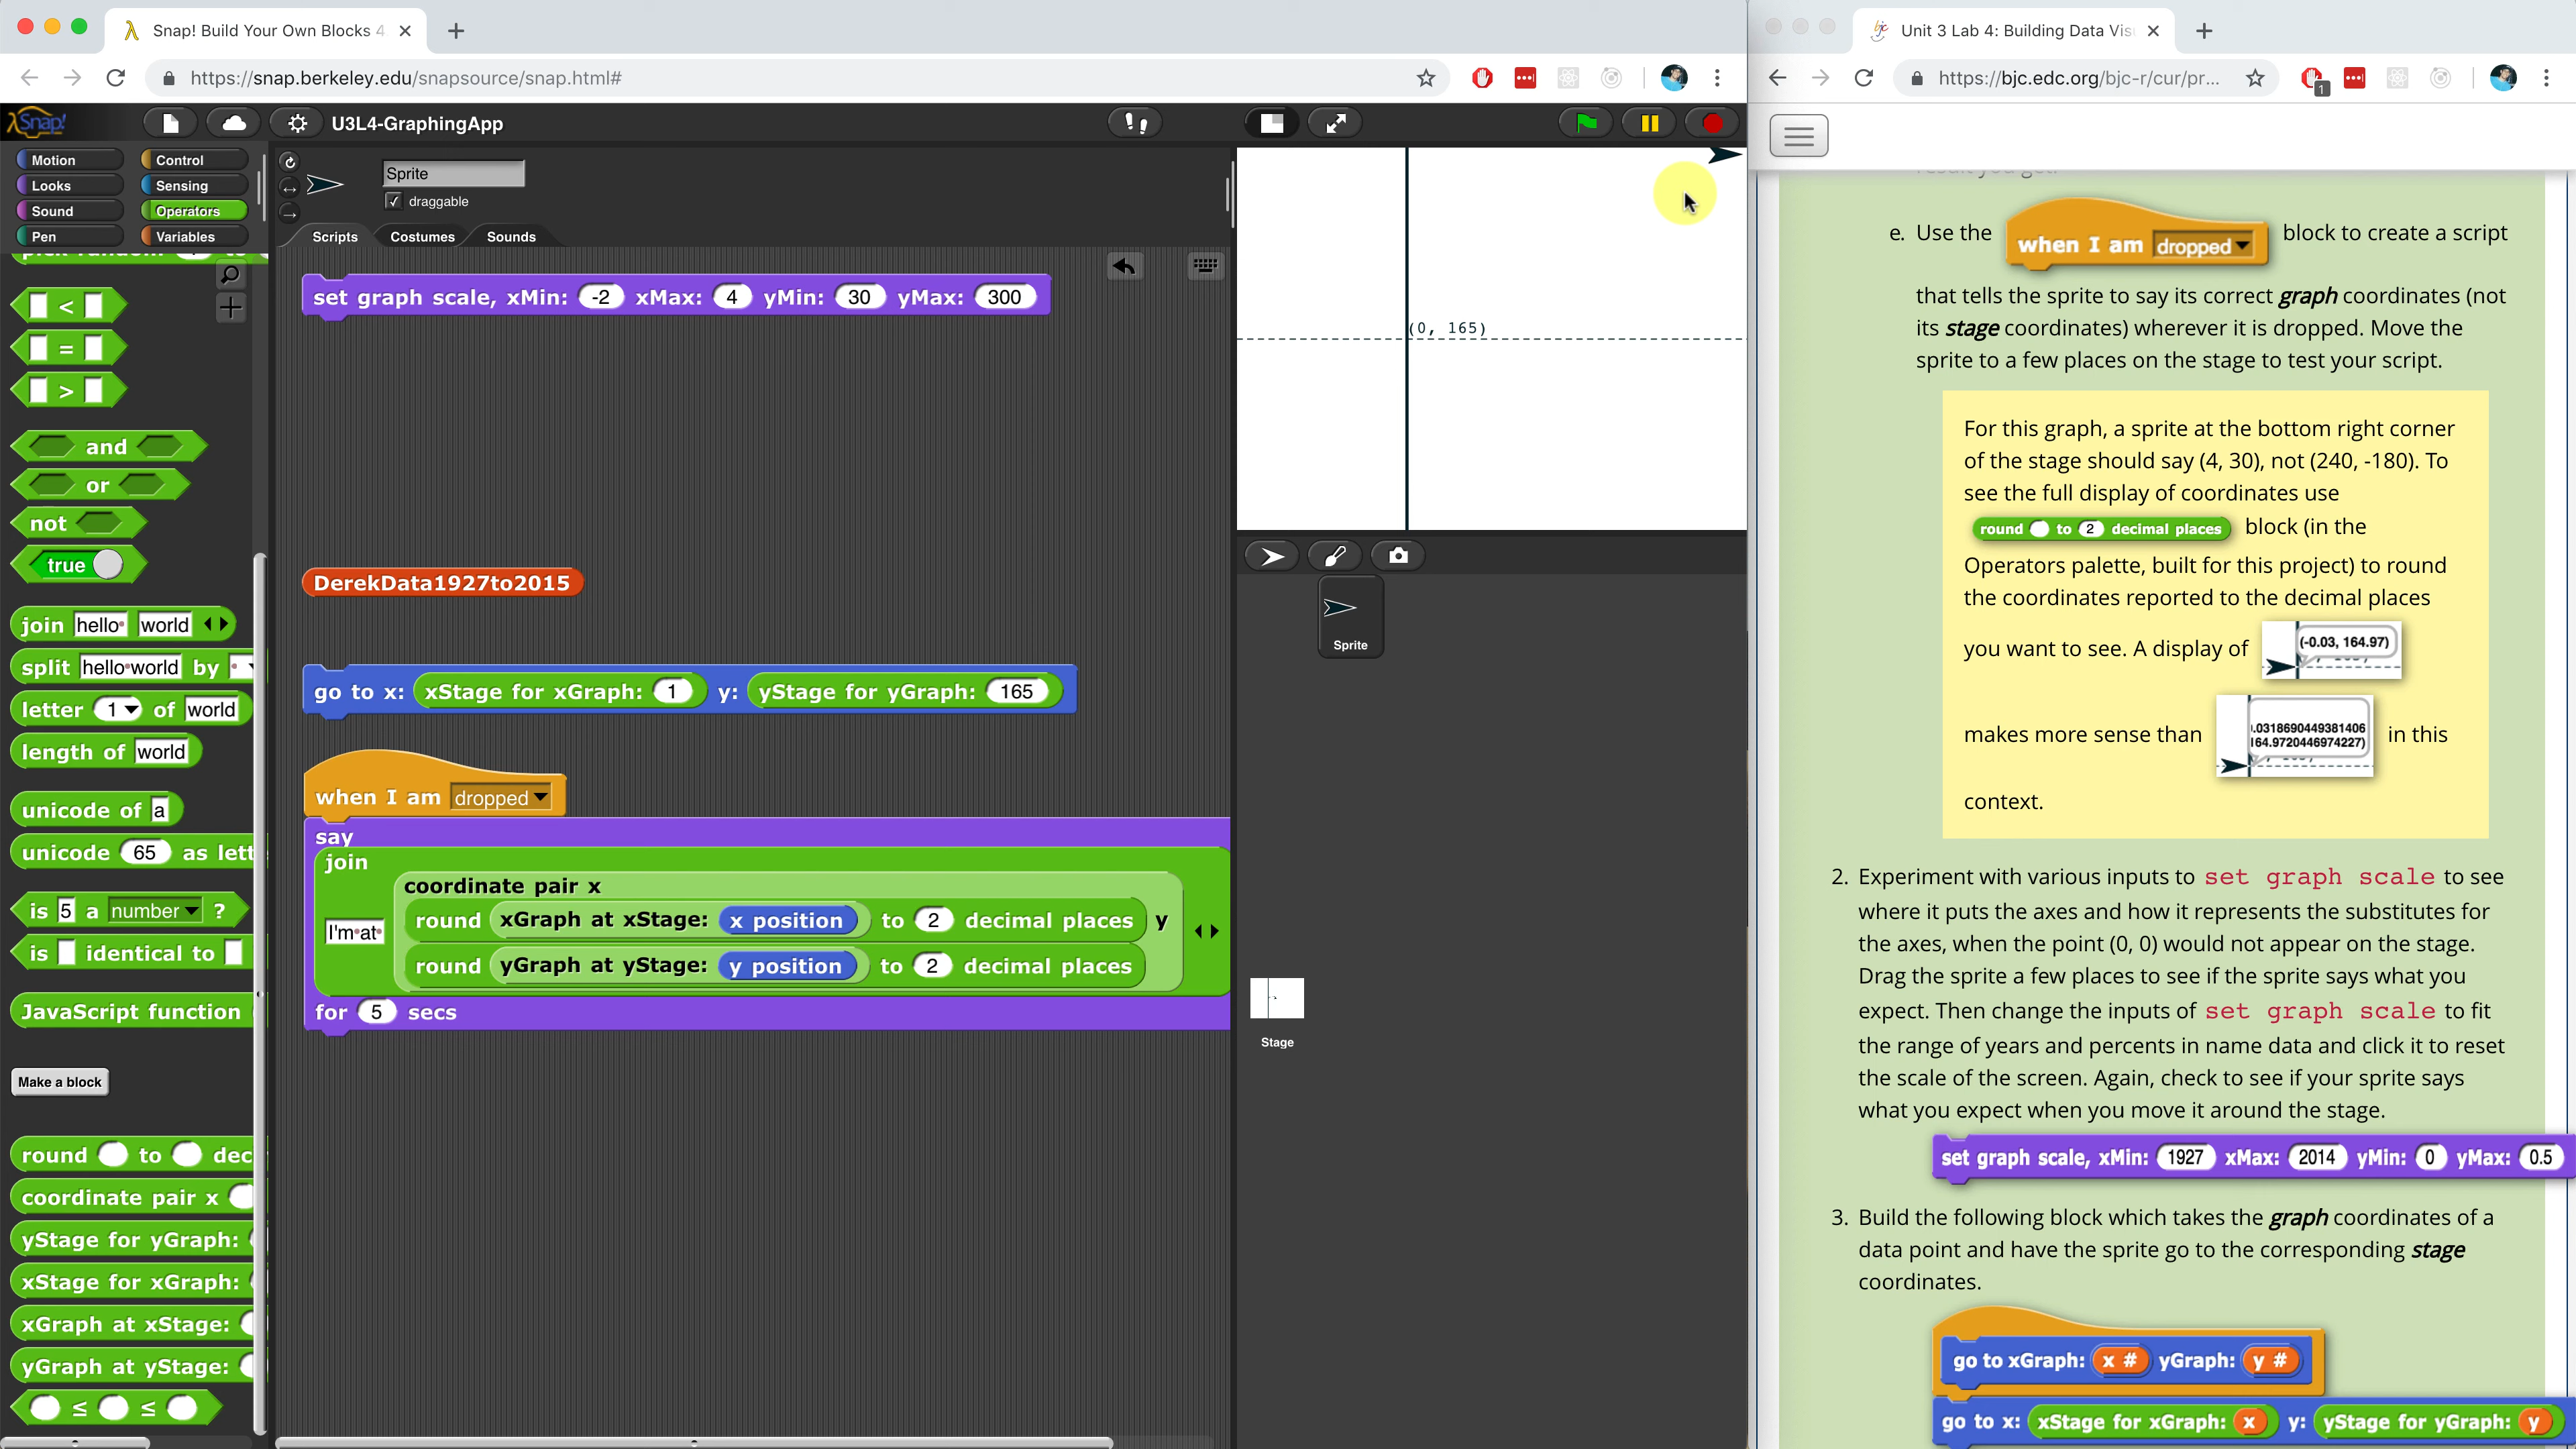 Snap! Build Your Own Blocks 4
https://snap.berkeley.edu/snapsource/snap.html#
Snap!
U3L4-GraphingApp
Motion
Control
Looks
Sensing
Sound
Operators
Pen
Variables
Sprite
draggable
Scripts
Costumes
Sounds
<
=
>
and
or
not
true
join hello world
split hello world by
letter 1 of world
length of world
unicode of a
unicode 65 as lett
is 5 a number ?
is identical to
JavaScript function
Make a block
round to dec
coordinate pair x
yStage for yGraph:
xStage for xGraph:
xGraph at xStage:
yGraph at yStage:
≤ ≤
set graph scale, xMin: -2 xMax: 4 yMin: 30 yMax: 300
DerekData1927to2015
go to x: xStage for xGraph: 1 y: yStage for yGraph: 165
when I am dropped
say
join
I'm at
coordinate pair x
round xGraph at xStage: x position to 2 decimal places y
round yGraph at yStage: y position to 2 decimal places
for 5 secs
(0, 165)
Sprite
Stage
Unit 3 Lab 4: Building Data Vis
https://bjc.edc.org/bjc-r/cur/pr...
1
result you get.
e. Use the when I am dropped block to create a script
that tells the sprite to say its correct graph coordinates (not
its stage coordinates) wherever it is dropped. Move the
sprite to a few places on the stage to test your script.
For this graph, a sprite at the bottom right corner
of the stage should say (4, 30), not (240, -180). To
see the full display of coordinates use
round to 2 decimal places block (in the
Operators palette, built for this project) to round
the coordinates reported to the decimal places
you want to see. A display of (-0.03, 164.97)
makes more sense than .0318690449381406 in this
164.9720446974227)
context.
2. Experiment with various inputs to set graph scale to see
where it puts the axes and how it represents the substitutes for
the axes, when the point (0, 0) would not appear on the stage.
Drag the sprite a few places to see if the sprite says what you
expect. Then change the inputs of set graph scale to fit
the range of years and percents in name data and click it to reset
the scale of the screen. Again, check to see if your sprite says
what you expect when you move it around the stage.
set graph scale, xMin: 1927 xMax: 2014 yMin: 0 yMax: 0.5
3. Build the following block which takes the graph coordinates of a
data point and have the sprite go to the corresponding stage
coordinates.
go to xGraph: x # yGraph: y #
go to x: xStage for xGraph: x y: yStage for yGraph: y